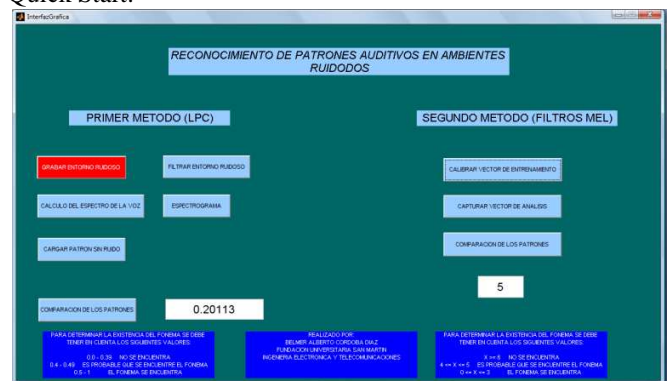 Quick Start.
InterfazGrafica
RECONOCIMIENTO DE PATRONES AUDITIVOS EN AMBIENTES
RUIDODOS
PRIMER METODO (LPC)
SEGUNDO METODO (FILTROS MEL)
GRABAR ENTORNO RUIDOSO
FILTRAR ENTORNO RUIDOSO
CALIBRAR VECTOR DE ENTRENAMIENTO
CALCULO DEL ESPECTRO DE LA VOZ
ESPECTROGRAMA
CAPTURAR VECTOR DE ANALISIS
CARGAR PATRON SIN RUIDO
COMPARACION DE LOS PATRONES
5
COMPARACION DE LOS PATRONES
0.20113
PARA DETERMINAR LA EXISTENCIA DEL FONEMA SE DEBE
TENER EN CUENTA LOS SIGUIENTES VALORES:
0.0 - 0.39 NO SE ENCUENTRA
0.4 - 0.49 ES PROBABLE QUE SE ENCUENTRE EL FONEMA
0.5 - 1 EL FONEMA SE ENCUENTRA
REALIZADO POR:
BELMER ALBERTO CORDOBA DIAZ
FUNDACION UNIVERSITARIA SAN MARTIN
INGENIERIA ELECTRONICA Y TELECOMUNICACIONES
PARA DETERMINAR LA EXISTENCIA DEL FONEMA SE DEBE
TENER EN CUENTA LOS SIGUIENTES VALORES:
X >= 6 NO SE ENCUENTRA
4 <= X <= 5 ES PROBABLE QUE SE ENCUENTRE EL FONEMA
0 <= X <= 3 EL FONEMA SE ENCUENTRA